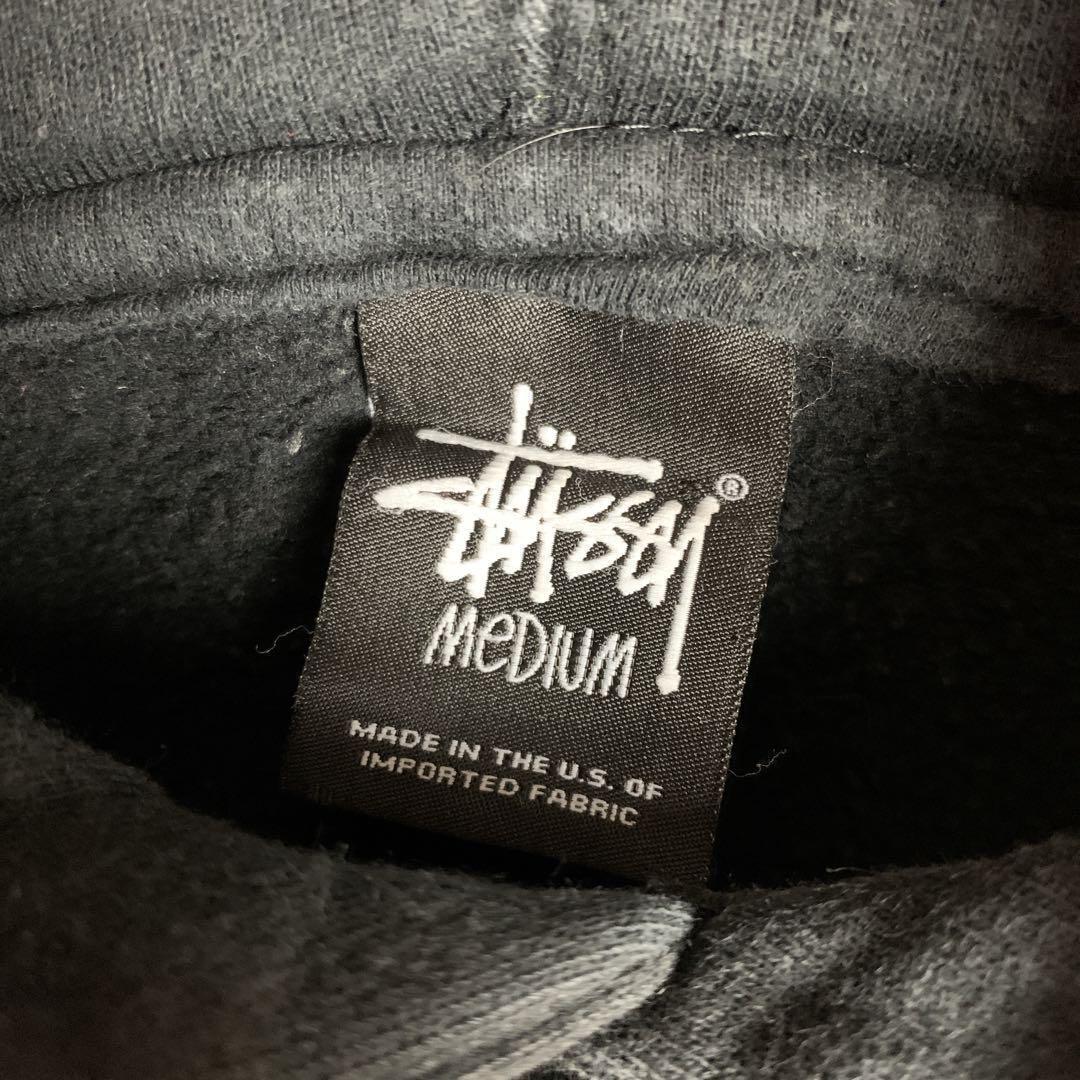 Stüssy®
MeDIUM
MADE IN THE U.S. OF
IMPORTED FABRIC